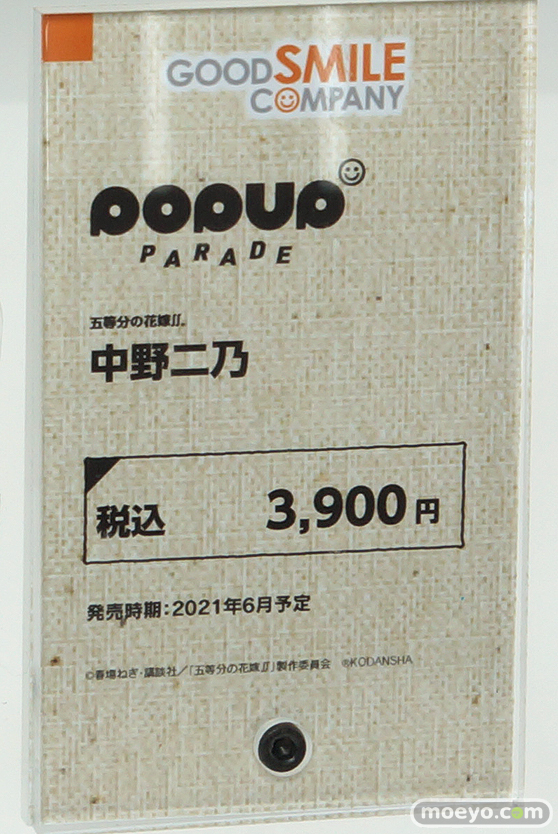 GOODSMILE
COMPANY
POPUP
PARADE
五等分の花嫁∬
中野二乃
税込 3,900円
発売時期:2021年6月予定
©春場ねぎ・講談社/「五等分の花嫁∬」製作委員会 ®KODANSHA
moeyo.com